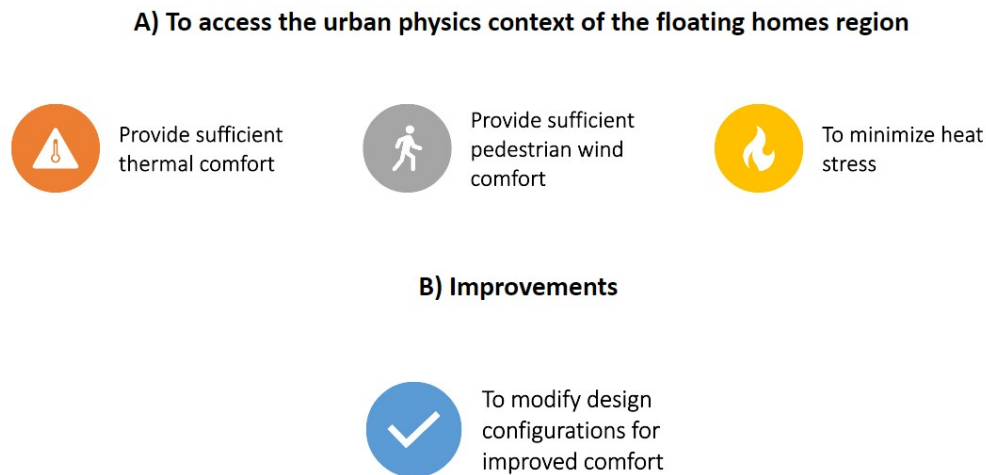 A) To access the urban physics context of the floating homes region
Provide sufficient
thermal comfort
Provide sufficient
pedestrian wind
comfort
To minimize heat
stress
B) Improvements
To modify design
configurations for
improved comfort